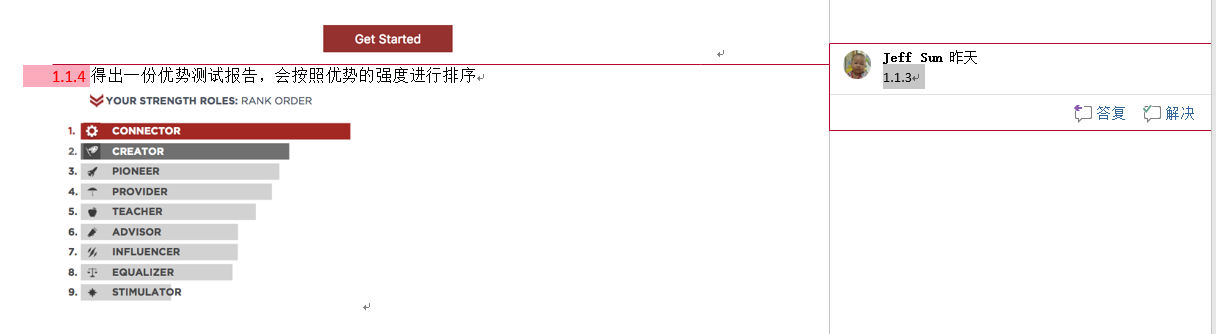 Get Started
1.1.4 得出一份优势测试报告，会按照优势的强度进行排序
YOUR STRENGTH ROLES: RANK ORDER
1. CONNECTOR
2. CREATOR
3. PIONEER
4. PROVIDER
5. TEACHER
6. ADVISOR
7. INFLUENCER
8. EQUALIZER
9. STIMULATOR
Jeff Sun 昨天
1.1.3
答复 解决